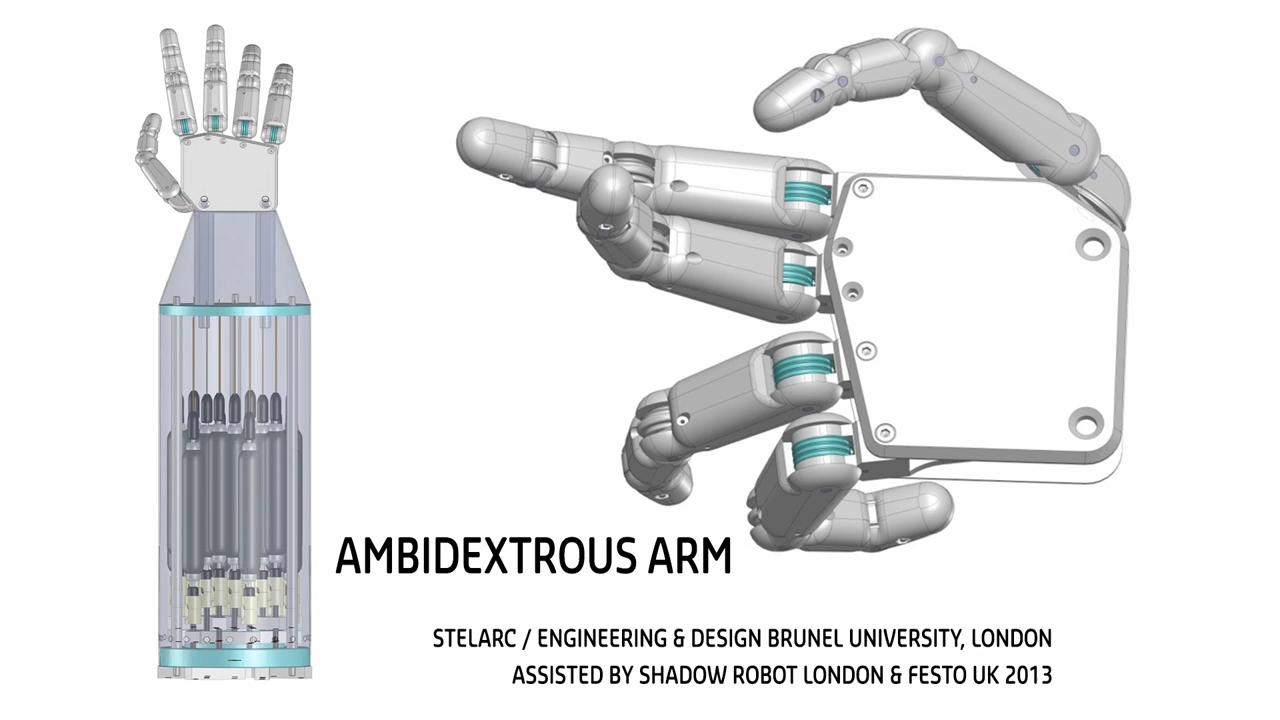 AMBIDEXTROUS ARM
STELARC / ENGINEERING & DESIGN BRUNEL UNIVERSITY, LONDON
ASSISTED BY SHADOW ROBOT LONDON & FESTO UK 2013